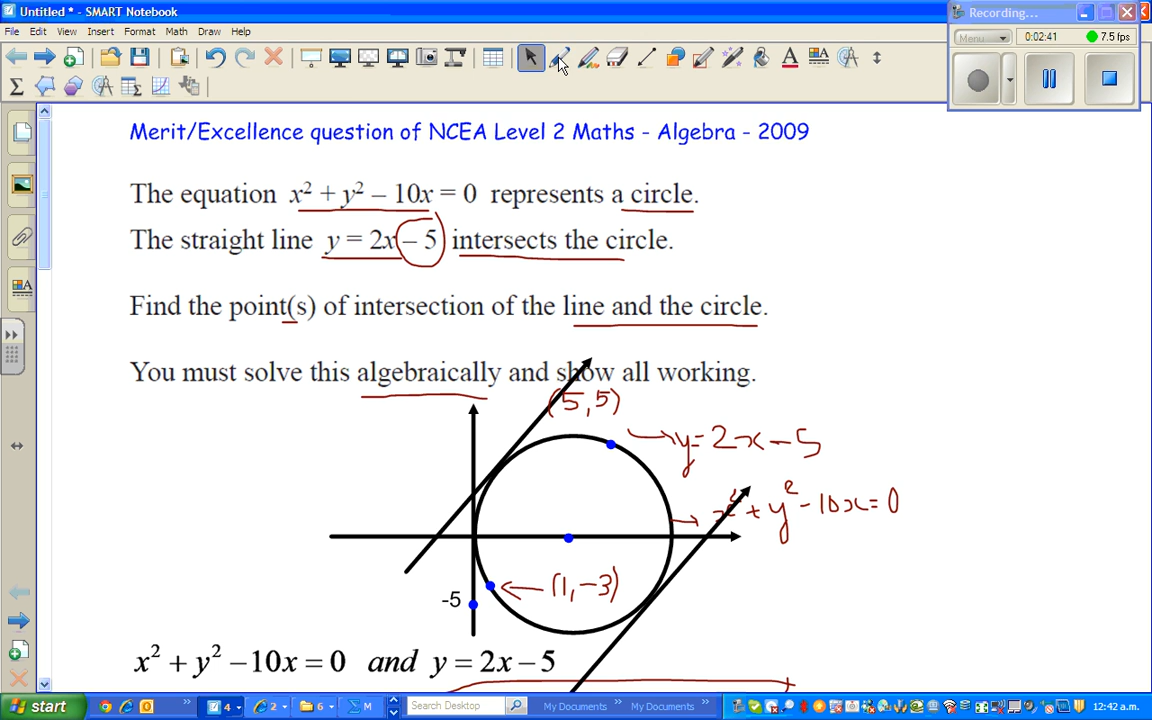 Untitled * - SMART Notebook
Recording...
File Edit View Insert Format Math Draw Help
Menu
0:02:41
7.5 fps
Merit/Excellence question of NCEA Level 2 Maths - Algebra - 2009
The equation x² + y² – 10x = 0 represents a circle.
The straight line y = 2x – 5 intersects the circle.
Find the point(s) of intersection of the line and the circle.
You must solve this algebraically and show all working.
(5, 5)
y = 2x - 5
x² + y² - 10x = 0
(1, -3)
-5
x² + y² - 10x = 0 and y = 2x - 5
start
4
2
6
M
Search Desktop
My Documents
My Documents
12:42 a.m.